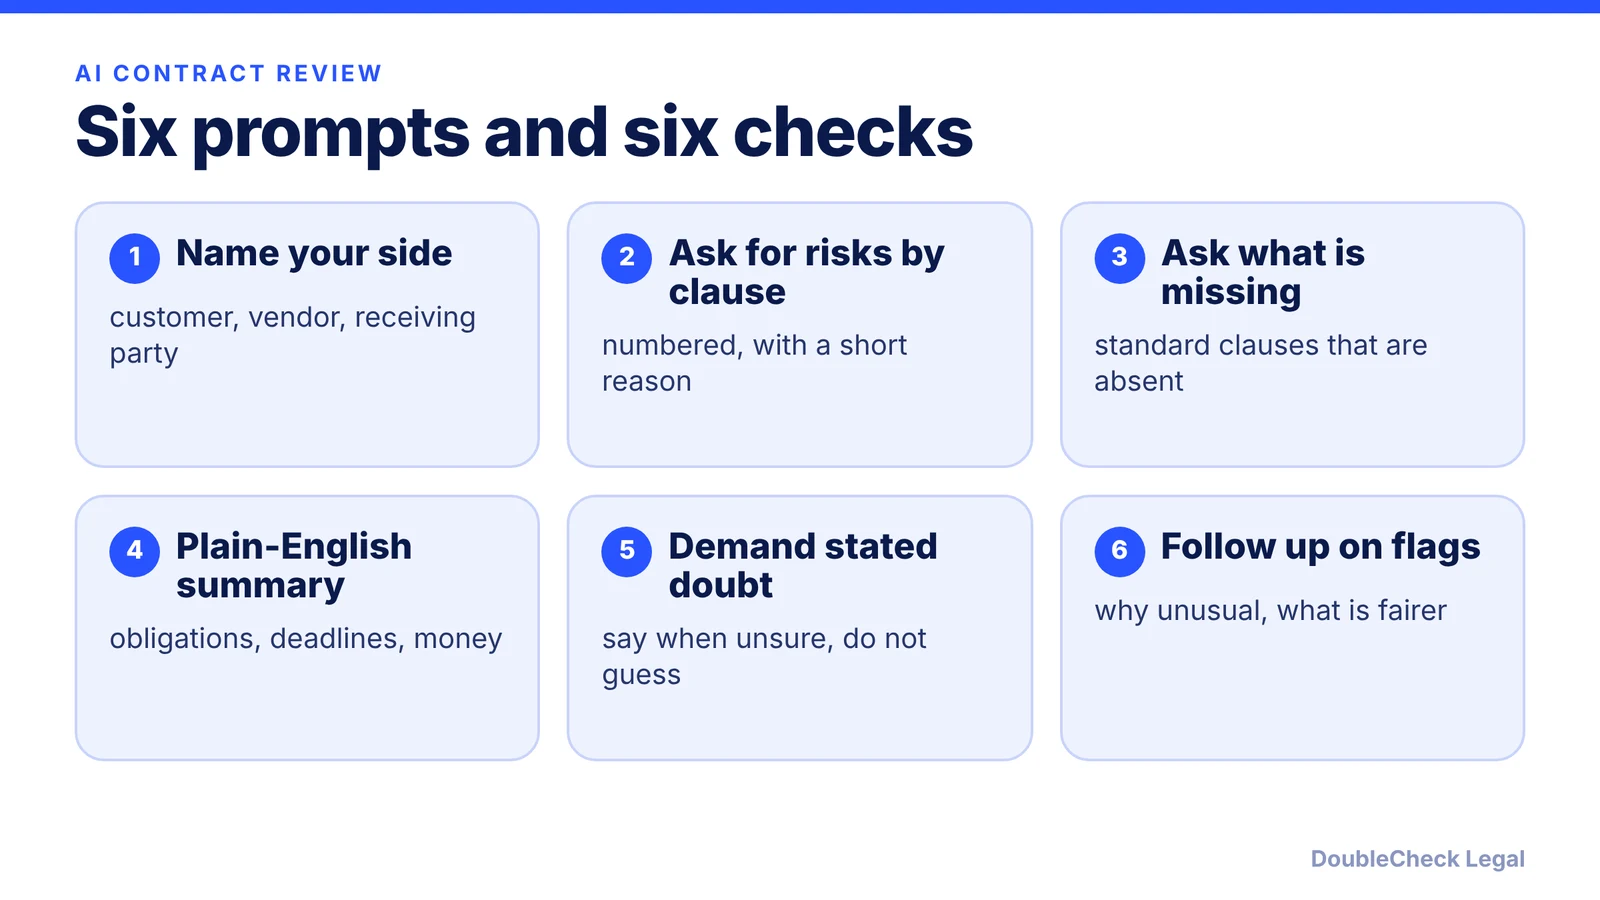 AI CONTRACT REVIEW
Six prompts and six checks
1
Name your side
customer, vendor, receiving
party
2
Ask for risks by
clause
numbered, with a short
reason
3
Ask what is
missing
standard clauses that are
absent
4
Plain-English
summary
obligations, deadlines, money
5
Demand stated
doubt
say when unsure, do not
guess
6
Follow up on flags
why unusual, what is fairer
DoubleCheck Legal